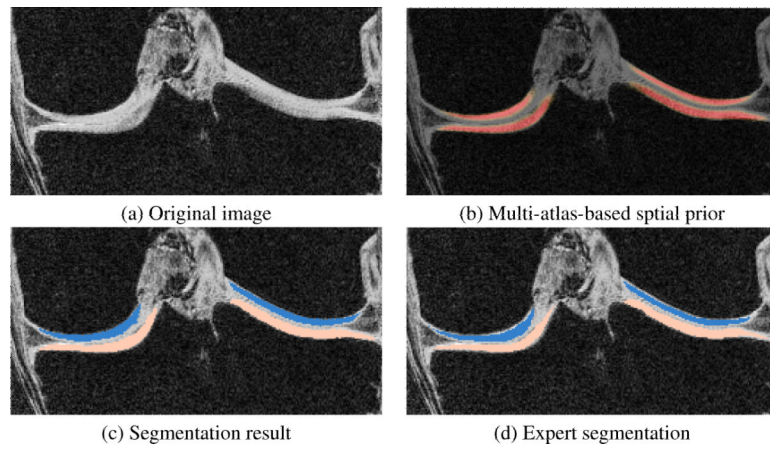 (a) Original image
(b) Multi-atlas-based sptial prior
(c) Segmentation result
(d) Expert segmentation